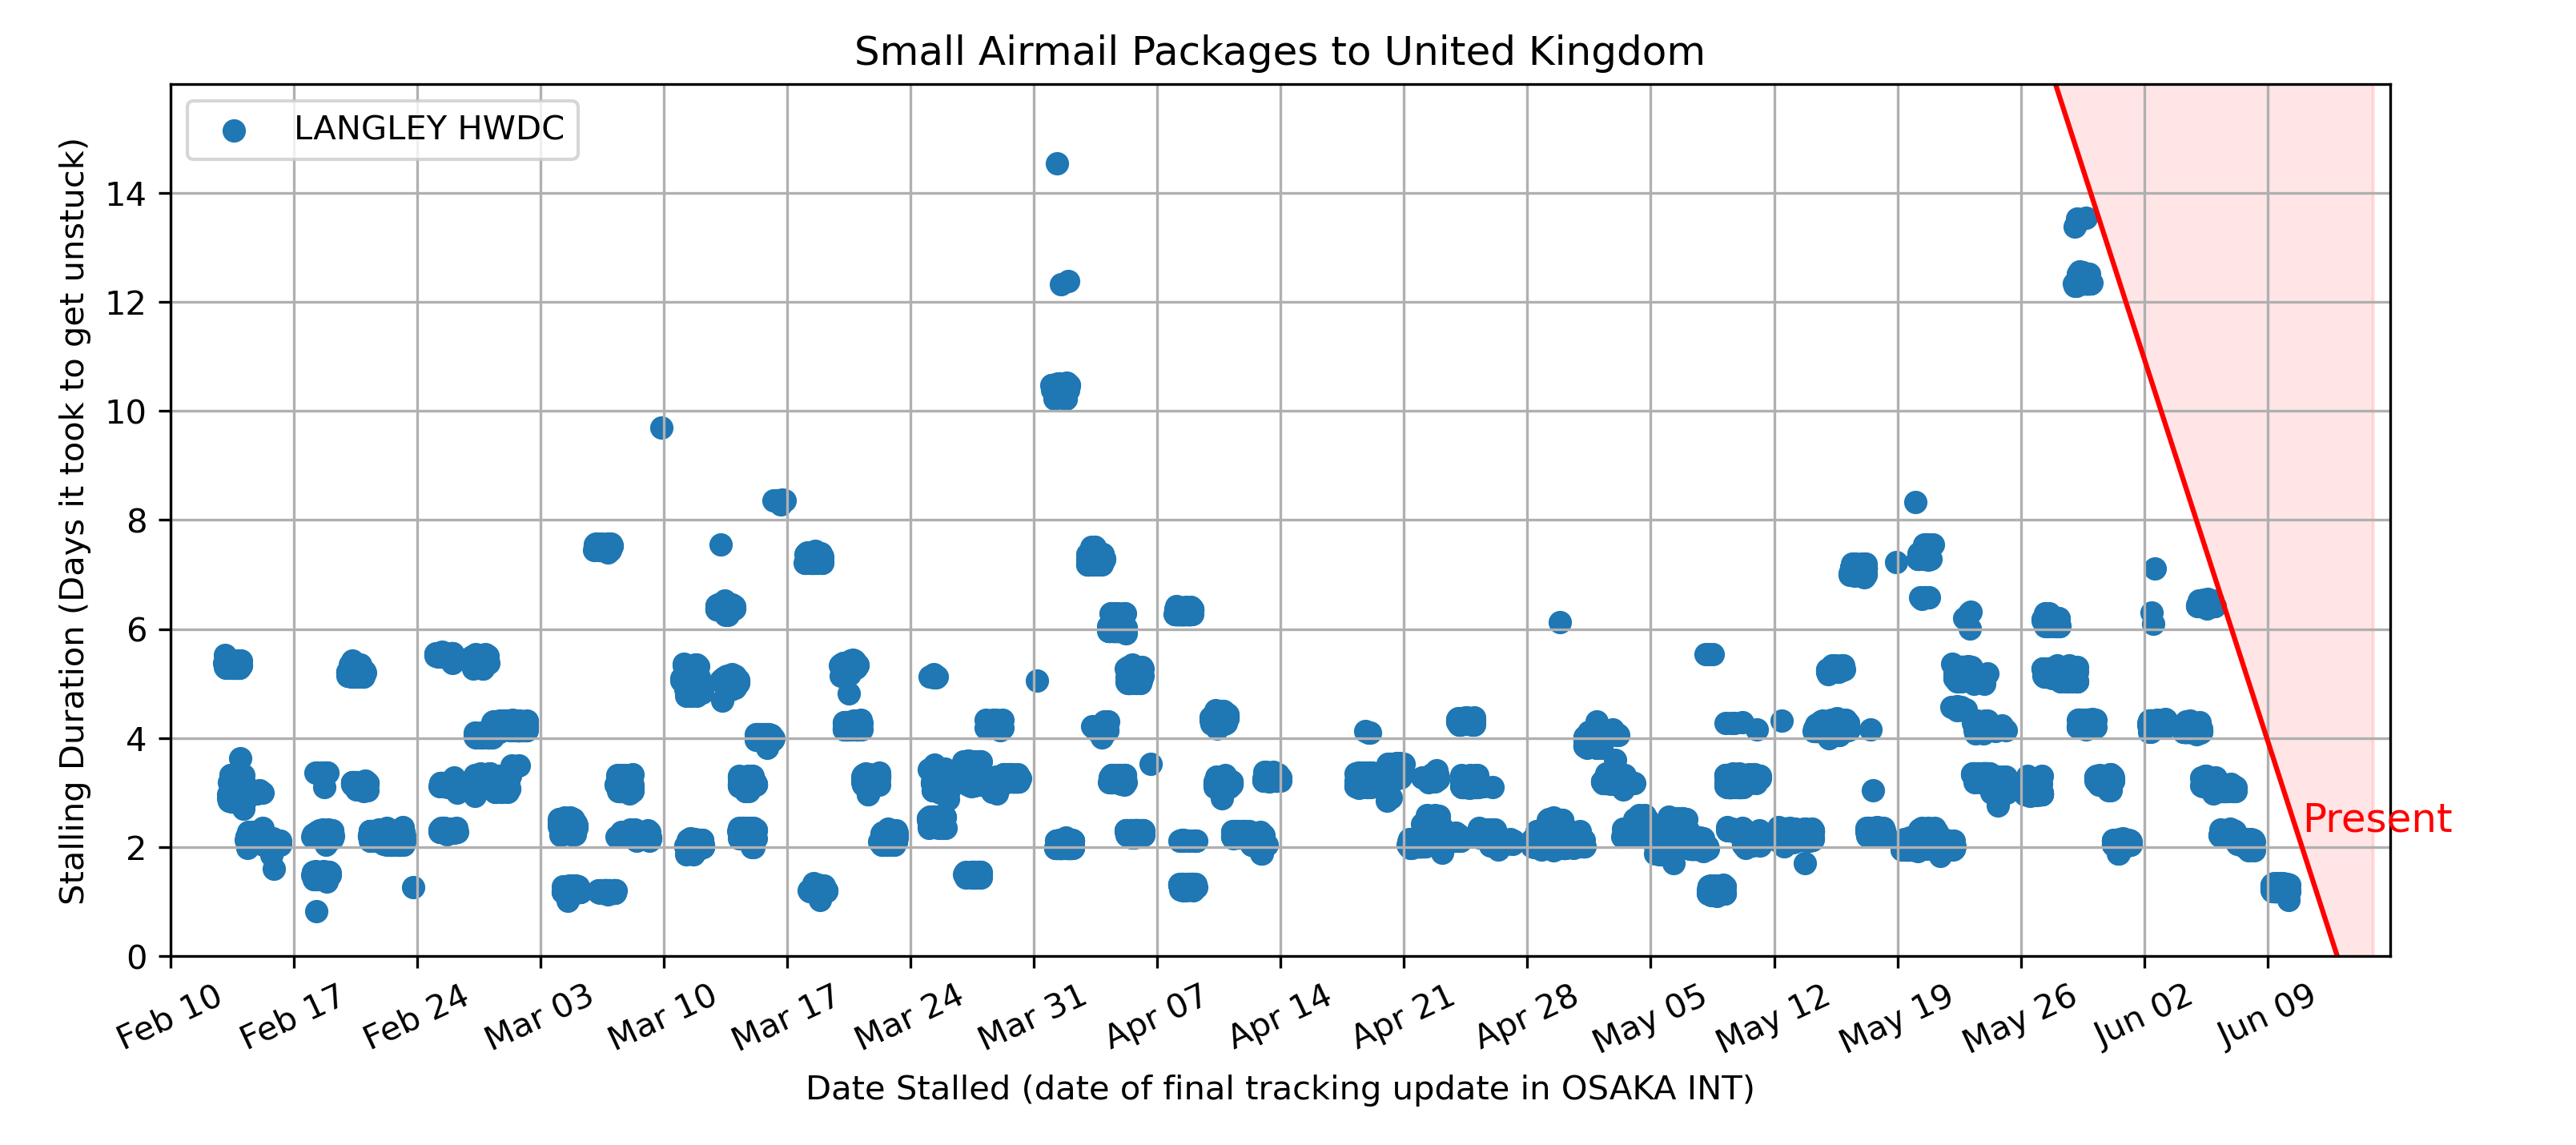 Small Airmail Packages to United Kingdom
LANGLEY HWDC
Stalling Duration (Days it took to get unstuck)
14
12
10
8
6
4
2
0
Present
Feb 10
Feb 17
Feb 24
Mar 03
Mar 10
Mar 17
Mar 24
Mar 31
Apr 07
Apr 14
Apr 21
Apr 28
May 05
May 12
May 19
May 26
Jun 02
Jun 09
Date Stalled (date of final tracking update in OSAKA INT)